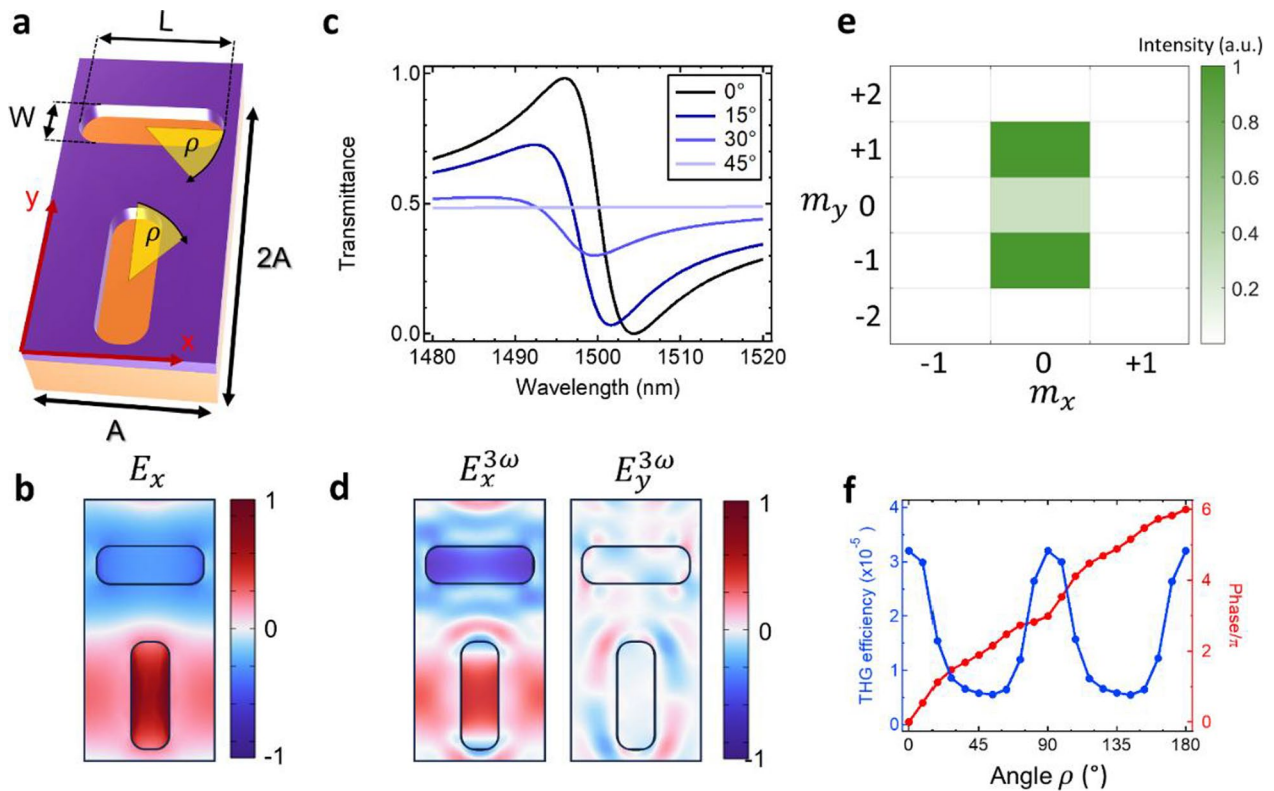 a
L
W
ρ
ρ
y
x
2A
A
b
E_x
1
0
-1
c
Transmittance
1.0
0.5
0.0
0°
15°
30°
45°
1480 1490 1500 1510 1520
Wavelength (nm)
d
E_x^{3ω} E_y^{3ω}
1
0
-1
e
Intensity (a.u.)
m_y
+2
+1
0
-1
-2
-1 0 +1
m_x
1
0.8
0.6
0.4
0.2
f
THG efficiency (x10^{-5})
4
3
2
1
0
Phase/π
6
4
2
0
0 45 90 135 180
Angle ρ (°)